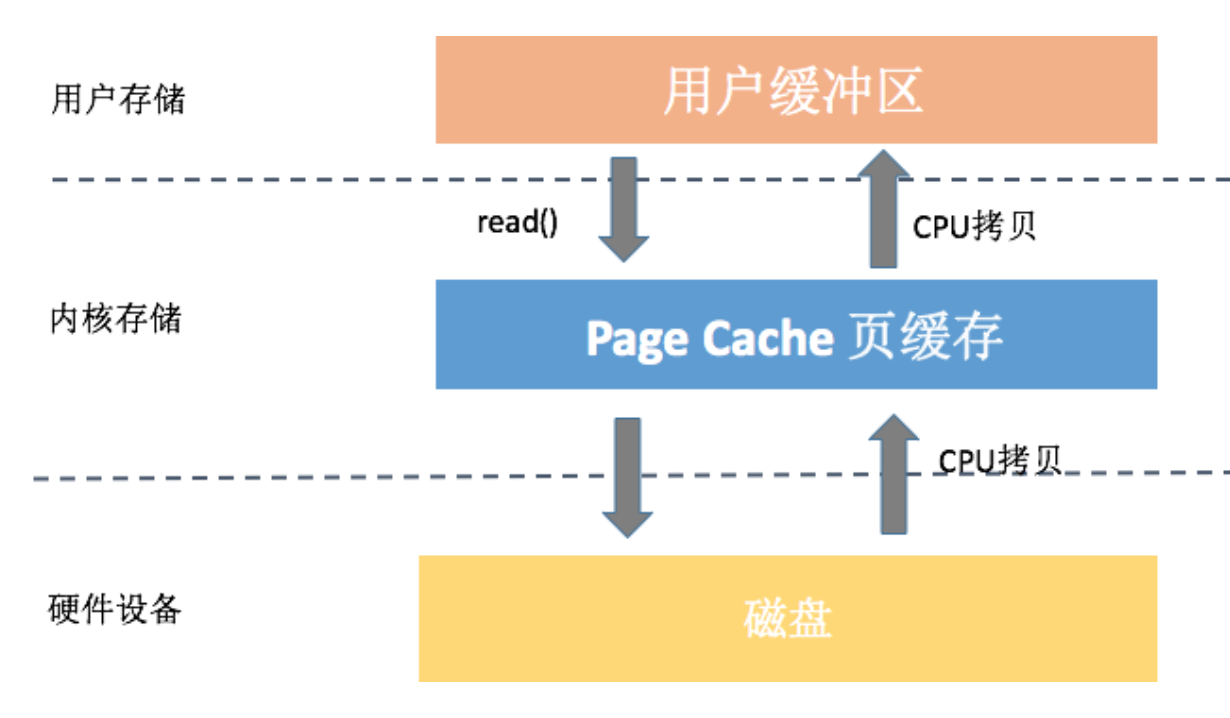 用户存储
用户缓冲区
read()
CPU拷贝
内核存储
Page Cache 页缓存
CPU拷贝
硬件设备
磁盘